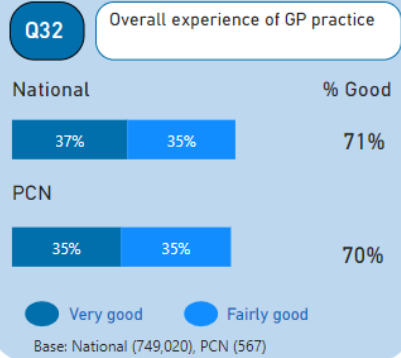 Q32
Overall experience of GP practice
National % Good
37% 35% 71%
PCN
35% 35% 70%
Very good Fairly good
Base: National (749,020), PCN (567)